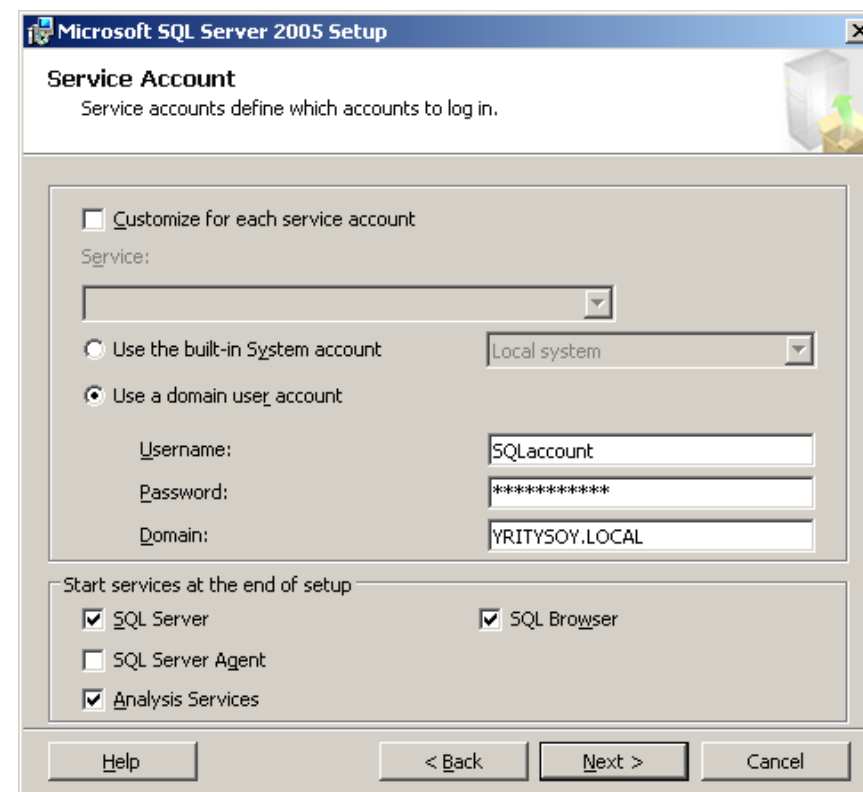 Microsoft SQL Server 2005 Setup
Service Account
Service accounts define which accounts to log in.
Customize for each service account
Service:
Use the built-in System account
Local system
Use a domain user account
Username:
SQLaccount
Password:
***********
Domain:
YRITYSOY.LOCAL
Start services at the end of setup
SQL Server
SQL Browser
SQL Server Agent
Analysis Services
Help
< Back
Next >
Cancel